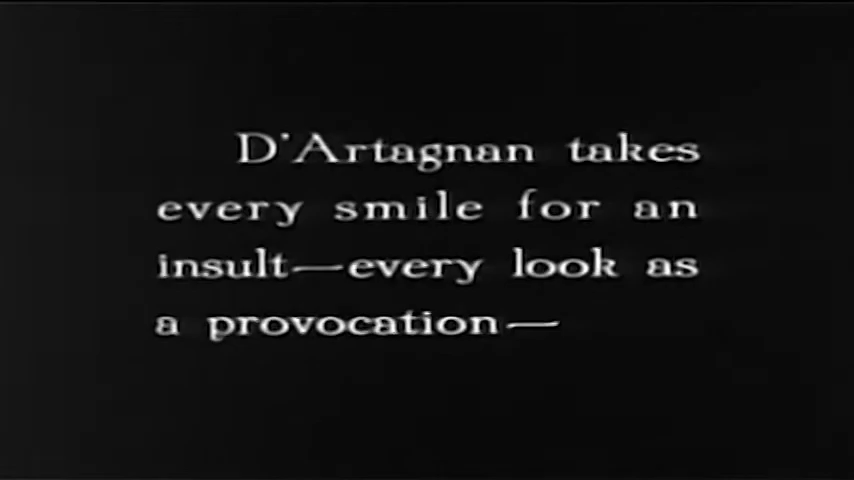 D'Artagnan takes
every smile for an
insult—every look as
a provocation—